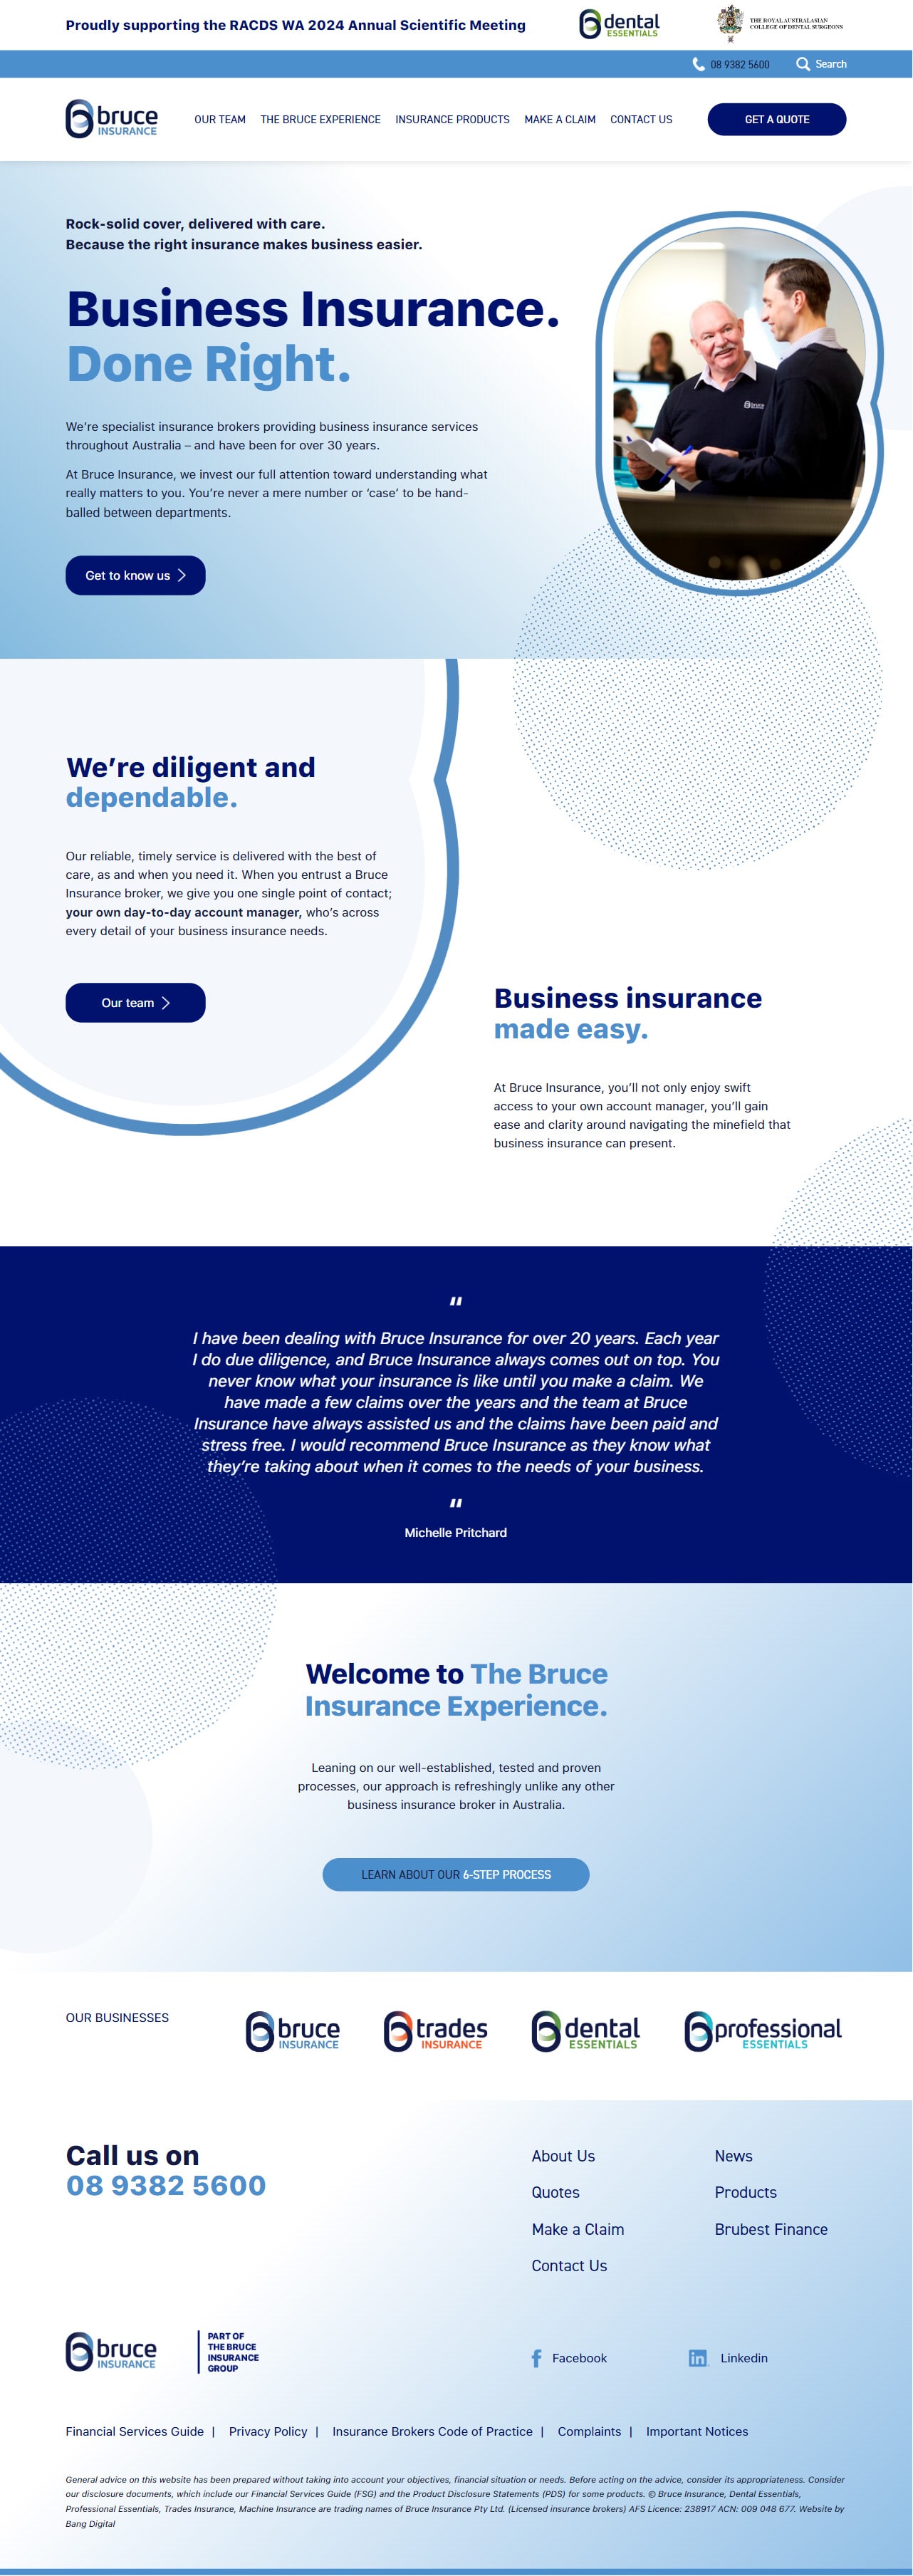 Proudly supporting the RACDS WA 2024 Annual Scientific Meeting
dental
ESSENTIALS
THE ROYAL AUSTRALASIAN
COLLEGE OF DENTAL SURGEONS
08 9382 5600
Search
bruce
INSURANCE
OUR TEAM
THE BRUCE EXPERIENCE
INSURANCE PRODUCTS
MAKE A CLAIM
CONTACT US
GET A QUOTE
Rock-solid cover, delivered with care.
Because the right insurance makes business easier.
Business Insurance.
Done Right.
We’re specialist insurance brokers providing business insurance services
throughout Australia – and have been for over 30 years.
At Bruce Insurance, we invest our full attention toward understanding what
really matters to you. You’re never a mere number or ‘case’ to be hand-
balled between departments.
Get to know us
bruce
We’re diligent and
dependable.
Our reliable, timely service is delivered with the best of
care, as and when you need it. When you entrust a Bruce
Insurance broker, we give you one single point of contact;
your own day-to-day account manager, who’s across
every detail of your business insurance needs.
Our team
Business insurance
made easy.
At Bruce Insurance, you’ll not only enjoy swift
access to your own account manager, you’ll gain
ease and clarity around navigating the minefield that
business insurance can present.
"
I have been dealing with Bruce Insurance for over 20 years. Each year
I do due diligence, and Bruce Insurance always comes out on top. You
never know what your insurance is like until you make a claim. We
have made a few claims over the years and the team at Bruce
Insurance have always assisted us and the claims have been paid and
stress free. I would recommend Bruce Insurance as they know what
they’re taking about when it comes to the needs of your business.
"
Michelle Pritchard
Welcome to The Bruce
Insurance Experience.
Leaning on our well-established, tested and proven
processes, our approach is refreshingly unlike any other
business insurance broker in Australia.
LEARN ABOUT OUR 6-STEP PROCESS
OUR BUSINESSES
bruce
INSURANCE
trades
INSURANCE
dental
ESSENTIALS
professional
ESSENTIALS
Call us on
08 9382 5600
About Us
Quotes
Make a Claim
Contact Us
News
Products
Brubest Finance
bruce
INSURANCE
PART OF
THE BRUCE
INSURANCE
GROUP
Facebook
Linkedin
Financial Services Guide | Privacy Policy | Insurance Brokers Code of Practice | Complaints | Important Notices
General advice on this website has been prepared without taking into account your objectives, financial situation or needs. Before acting on the advice, consider its appropriateness. Consider
our disclosure documents, which include our Financial Services Guide (FSG) and the Product Disclosure Statements (PDS) for some products. © Bruce Insurance, Dental Essentials,
Professional Essentials, Trades Insurance, Machine Insurance are trading names of Bruce Insurance Pty Ltd. (Licensed insurance brokers) AFS Licence: 238917 ACN: 009 048 677. Website by
Bang Digital